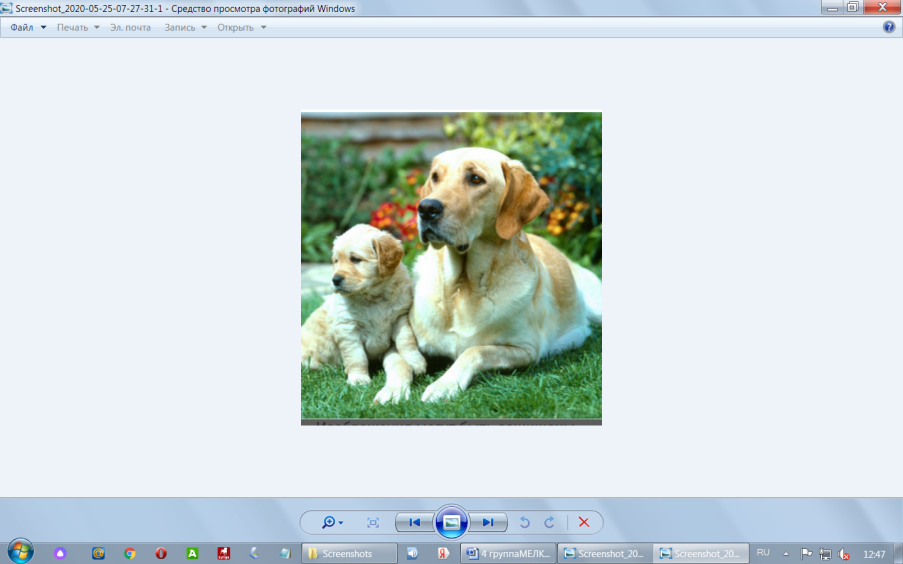 Screenshot_2020-05-25-07-27-31-1 - Средство просмотра фотографий Windows
Файл Печать Эл. почта Запись Открыть
Screenshots
4 группаМЕЛК...
Screenshot_20...
Screenshot_20...
RU
12:47